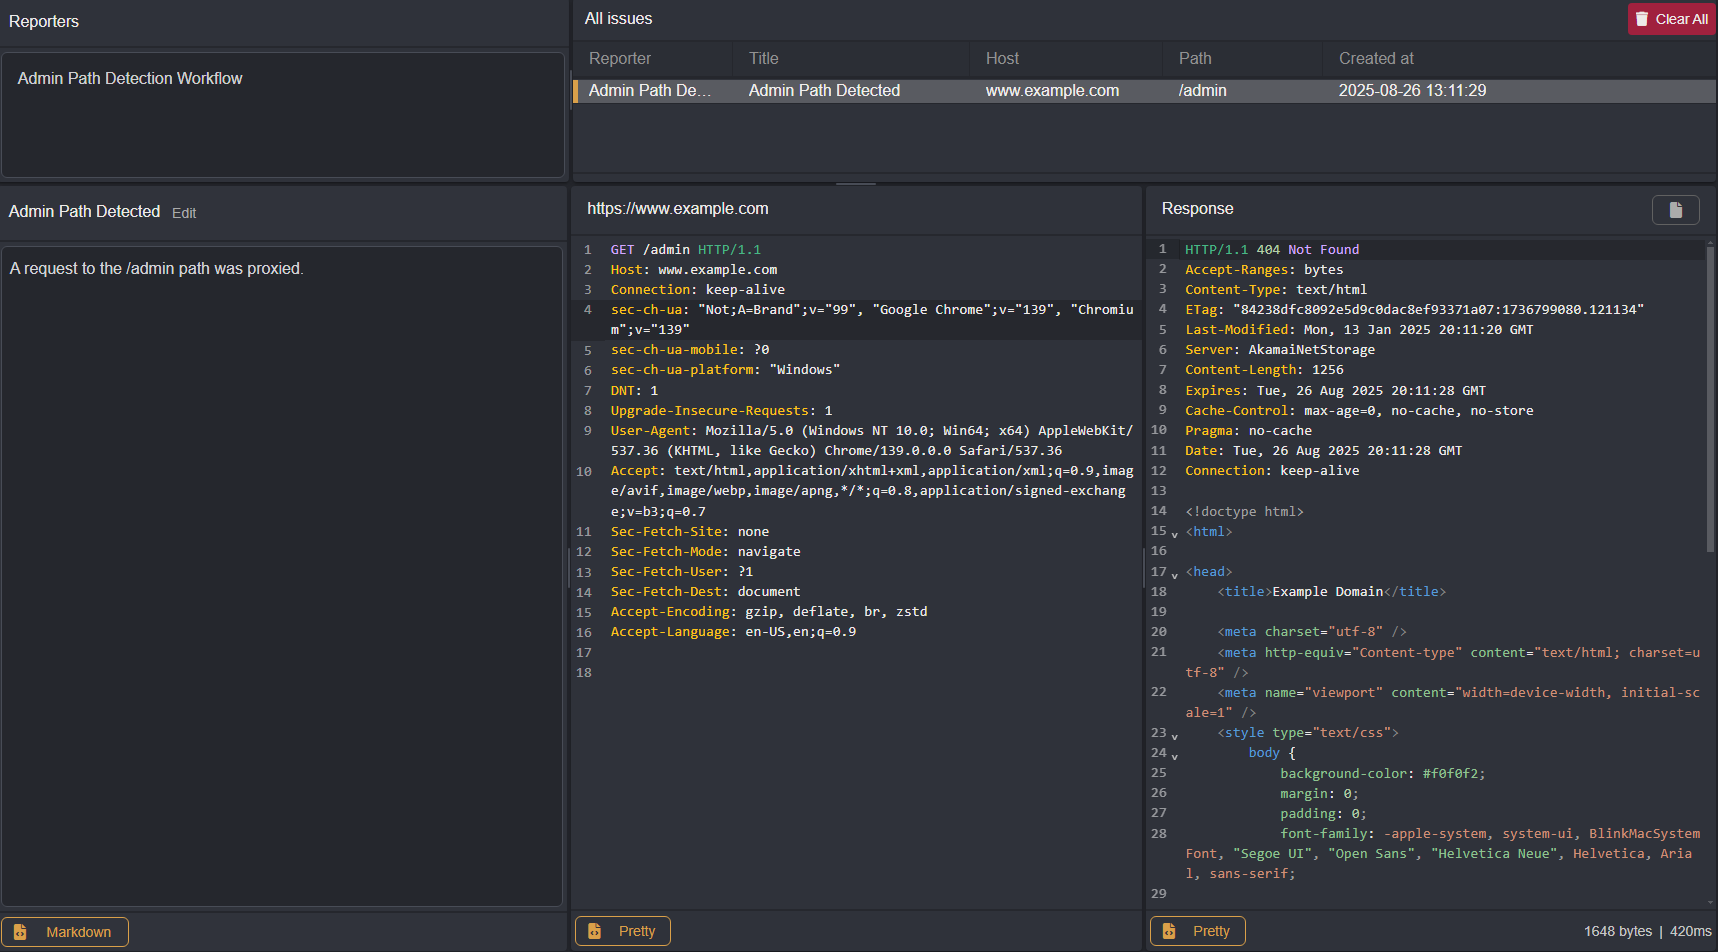 Reporters
Admin Path Detection Workflow
All issues
Clear All
Reporter Title Host Path Created at
Admin Path De... Admin Path Detected www.example.com /admin 2025-08-26 13:11:29
Admin Path Detected Edit
A request to the /admin path was proxied.
Markdown
https://www.example.com
1 GET /admin HTTP/1.1
2 Host: www.example.com
3 Connection: keep-alive
4 sec-ch-ua: "Not;A=Brand";v="99", "Google Chrome";v="139", "Chromiu
m";v="139"
5 sec-ch-ua-mobile: ?0
6 sec-ch-ua-platform: "Windows"
7 DNT: 1
8 Upgrade-Insecure-Requests: 1
9 User-Agent: Mozilla/5.0 (Windows NT 10.0; Win64; x64) AppleWebKit/
537.36 (KHTML, like Gecko) Chrome/139.0.0.0 Safari/537.36
10 Accept: text/html,application/xhtml+xml,application/xml;q=0.9,imag
e/avif,image/webp,image/apng,*/*;q=0.8,application/signed-exchang
e;v=b3;q=0.7
11 Sec-Fetch-Site: none
12 Sec-Fetch-Mode: navigate
13 Sec-Fetch-User: ?1
14 Sec-Fetch-Dest: document
15 Accept-Encoding: gzip, deflate, br, zstd
16 Accept-Language: en-US,en;q=0.9
17
18
Pretty
Response
1 HTTP/1.1 404 Not Found
2 Accept-Ranges: bytes
3 Content-Type: text/html
4 ETag: "84238dfc8092e5d9c0dac8ef93371a07:1736799080.121134"
5 Last-Modified: Mon, 13 Jan 2025 20:11:20 GMT
6 Server: AkamaiNetStorage
7 Content-Length: 1256
8 Expires: Tue, 26 Aug 2025 20:11:28 GMT
9 Cache-Control: max-age=0, no-cache, no-store
10 Pragma: no-cache
11 Date: Tue, 26 Aug 2025 20:11:28 GMT
12 Connection: keep-alive
13
14 <!doctype html>
15 <html>
16
17 <head>
18 <title>Example Domain</title>
19
20 <meta charset="utf-8" />
21 <meta http-equiv="Content-type" content="text/html; charset=u
tf-8" />
22 <meta name="viewport" content="width=device-width, initial-sc
ale=1" />
23 <style type="text/css">
24 body {
25 background-color: #f0f0f2;
26 margin: 0;
27 padding: 0;
28 font-family: -apple-system, system-ui, BlinkMacSystem
Font, "Segoe UI", "Open Sans", "Helvetica Neue", Helvetica, Aria
l, sans-serif;
29
Pretty
1648 bytes | 420ms